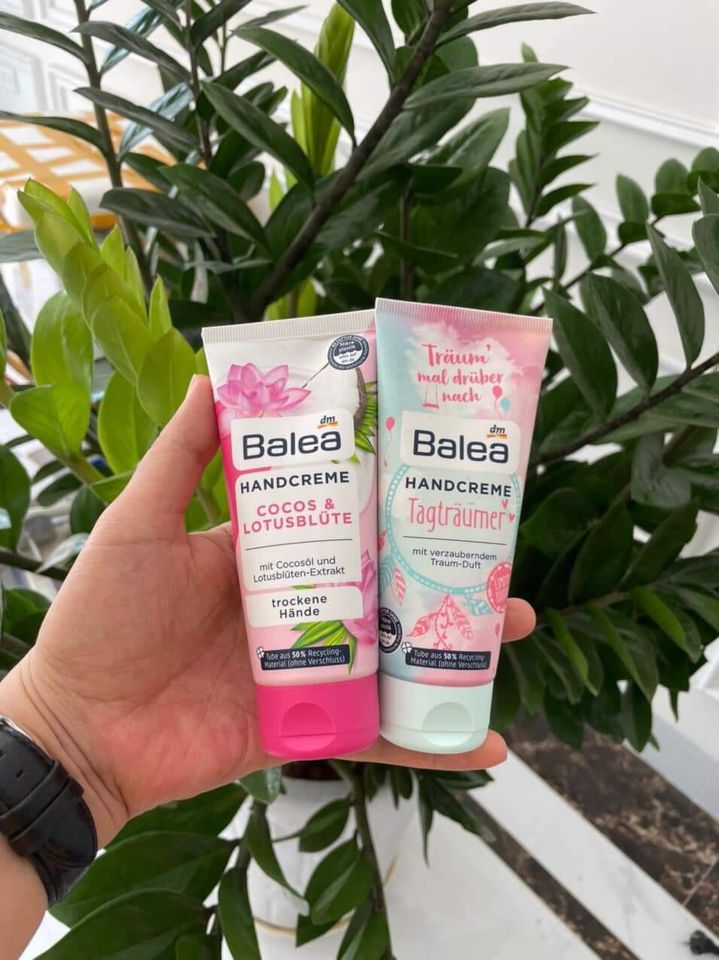 dm
Balea
HANDCREME
COCOS &
LOTUSBLÜTE
mit Cocosöl und
Lotusblüten-Extrakt
trockene
Hände
Tube aus 50% Recycling-
Material (ohne Verschluss)
Träum'
mal drüber
nach
dm
Balea
HANDCREME
Tagträumer
mit verzauberndem
Traum-Duft
Tube aus 50% Recycling-
Material (ohne Verschluss)